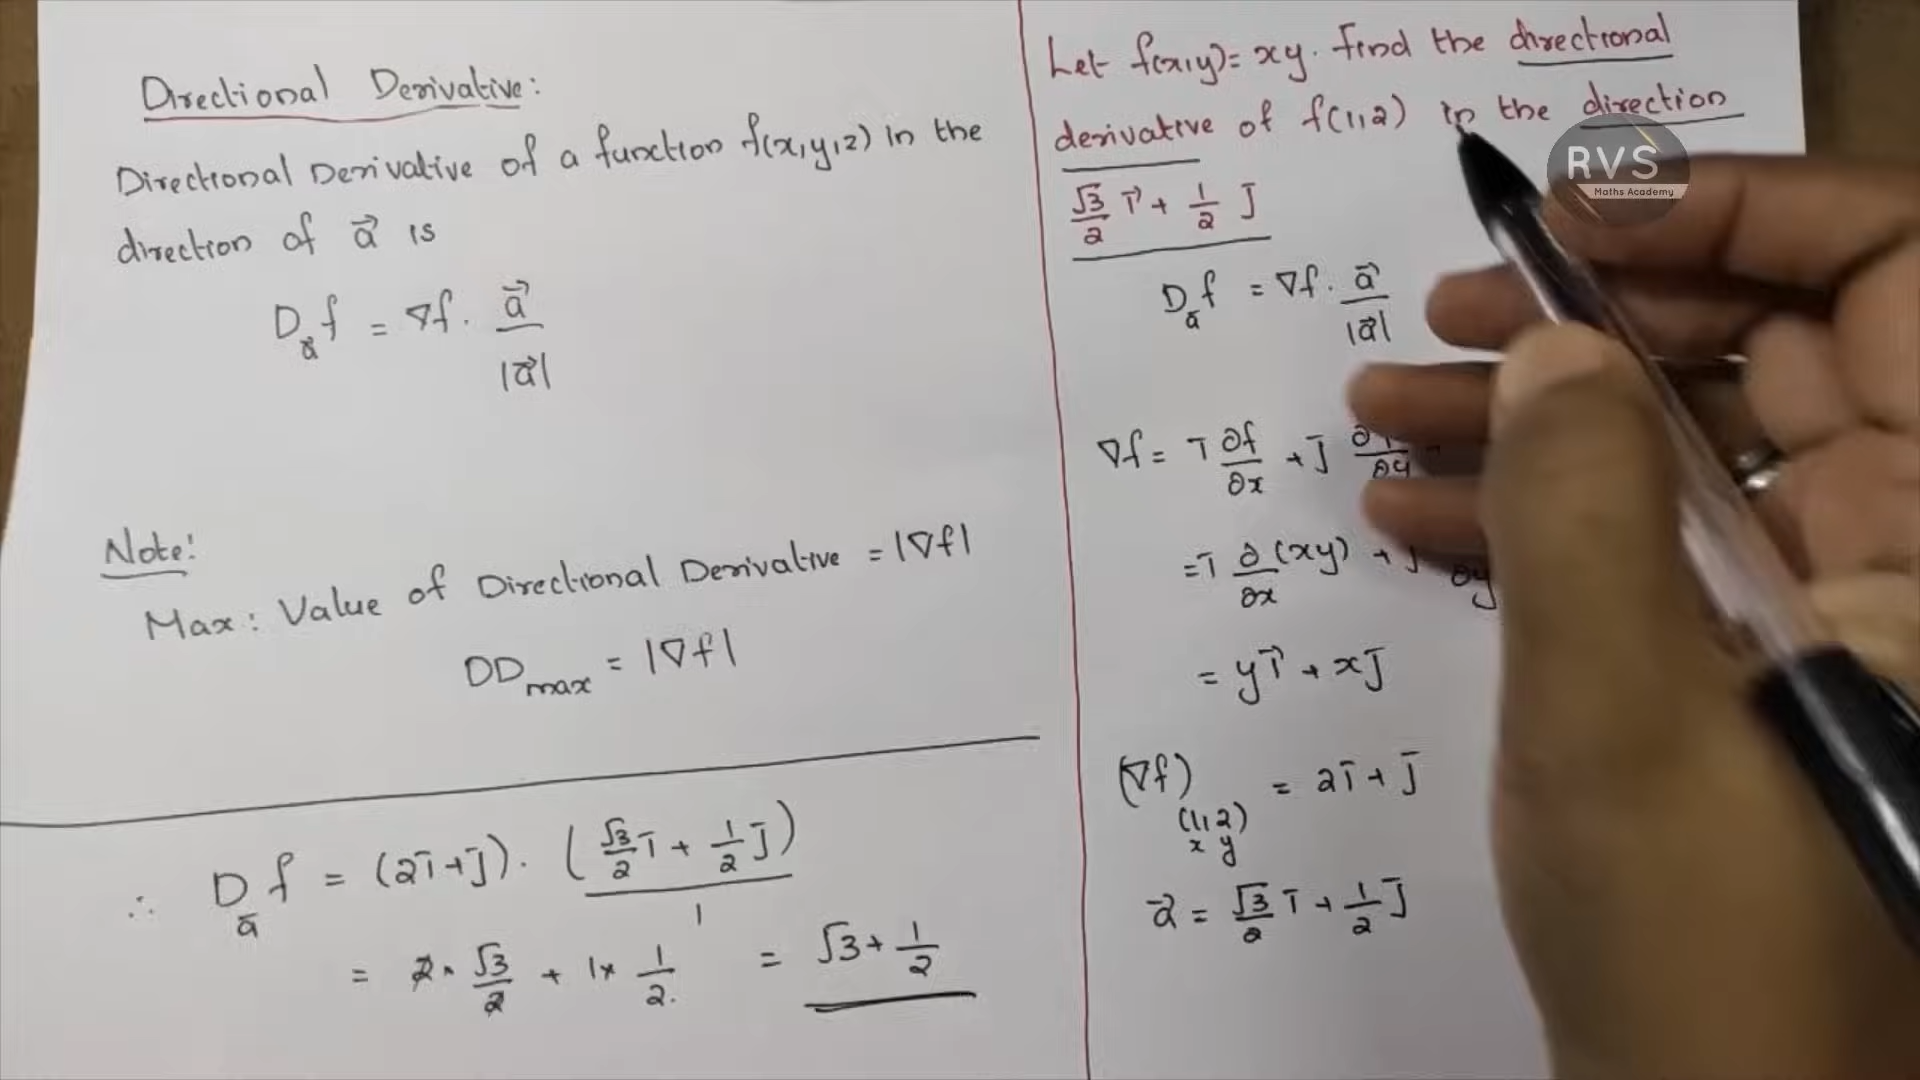 Directional Derivative:
Directional Derivative of a function f(x,y,z) in the
direction of a⃗ is
D_a⃗ f = ∇f · a⃗/|a⃗|
Note:
Max: Value of Directional Derivative = |∇f|
DD_max = |∇f|
∴ D_a̅ f = (2i̅+j̅) · (√3/2 i̅ + 1/2 j̅)/1
= 2 × √3/2 + 1 × 1/2 = √3 + 1/2
Let f(x,y) = xy. Find the directional
derivative of f(1,2) in the direction
√3/2 i⃗ + 1/2 j̅
D_a̅ f = ∇f · a⃗/|a⃗|
∇f = i̅ ∂f/∂x + j̅
= i̅ ∂/∂x (xy) + j̅ ∂y
= y i⃗ + x j̅
(∇f)(1,2) = 2i̅ + j̅
x y
a⃗ = √3/2 i̅ + 1/2 j̅
RVS
Maths Academy